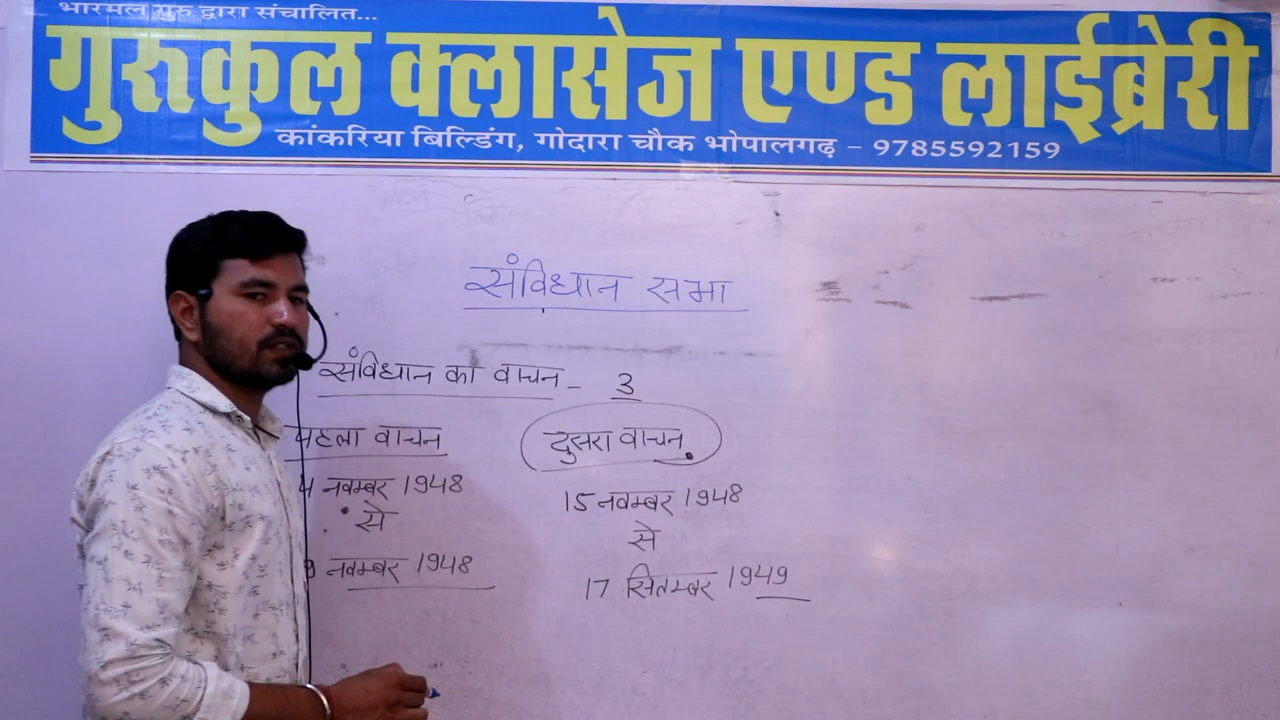 भारमल गुरु द्वारा संचालित...
गुरुकुल क्लासेज एण्ड लाईब्रेरी
कांकरिया बिल्डिंग, गोदारा चौक भोपालगढ़ - 9785592159
संविधान सभा
संविधान का वाचन - 3
पहला वाचन
4 नवम्बर 1948
से
9 नवम्बर 1948
दुसरा वाचन
15 नवम्बर 1948
से
17 सितम्बर 1949